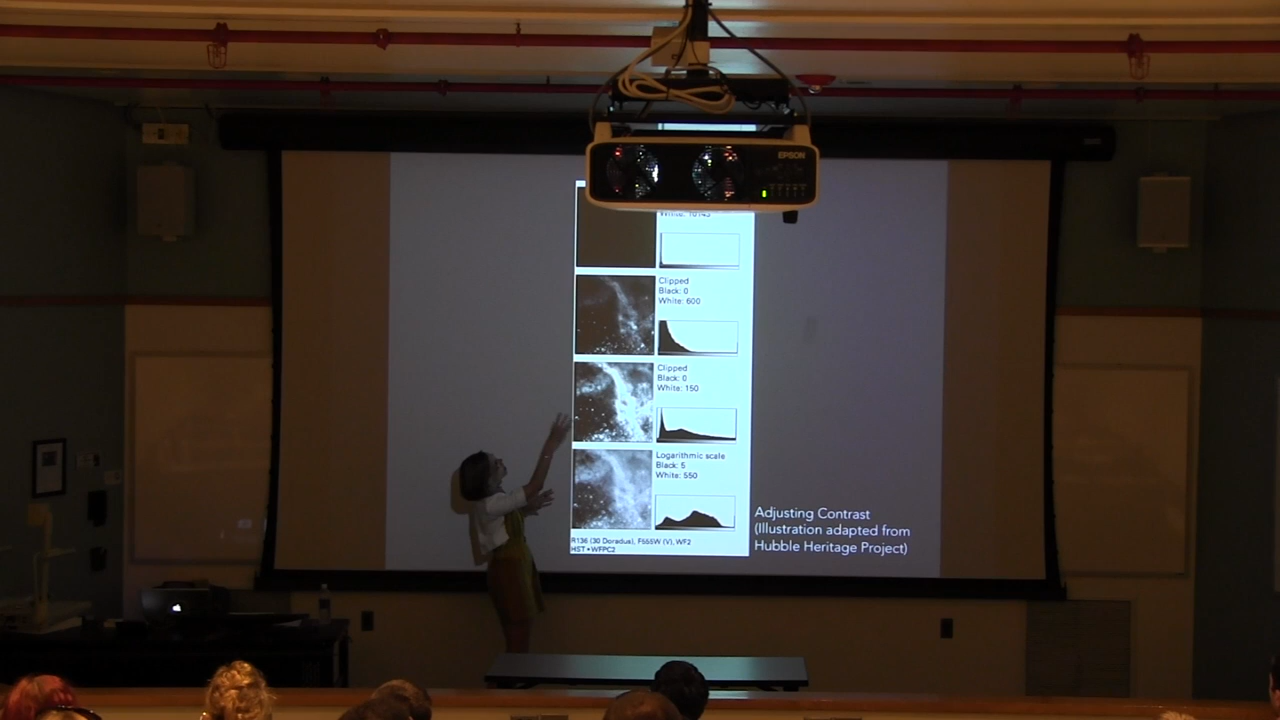 EPSON
White: 10143
Clipped
Black: 0
White: 600
Clipped
Black: 0
White: 150
Logarithmic scale
Black: 5
White: 550
R136 (30 Doradus), F555W (V), WF2
HST • WFPC2
Adjusting Contrast
(Illustration adapted from
Hubble Heritage Project)